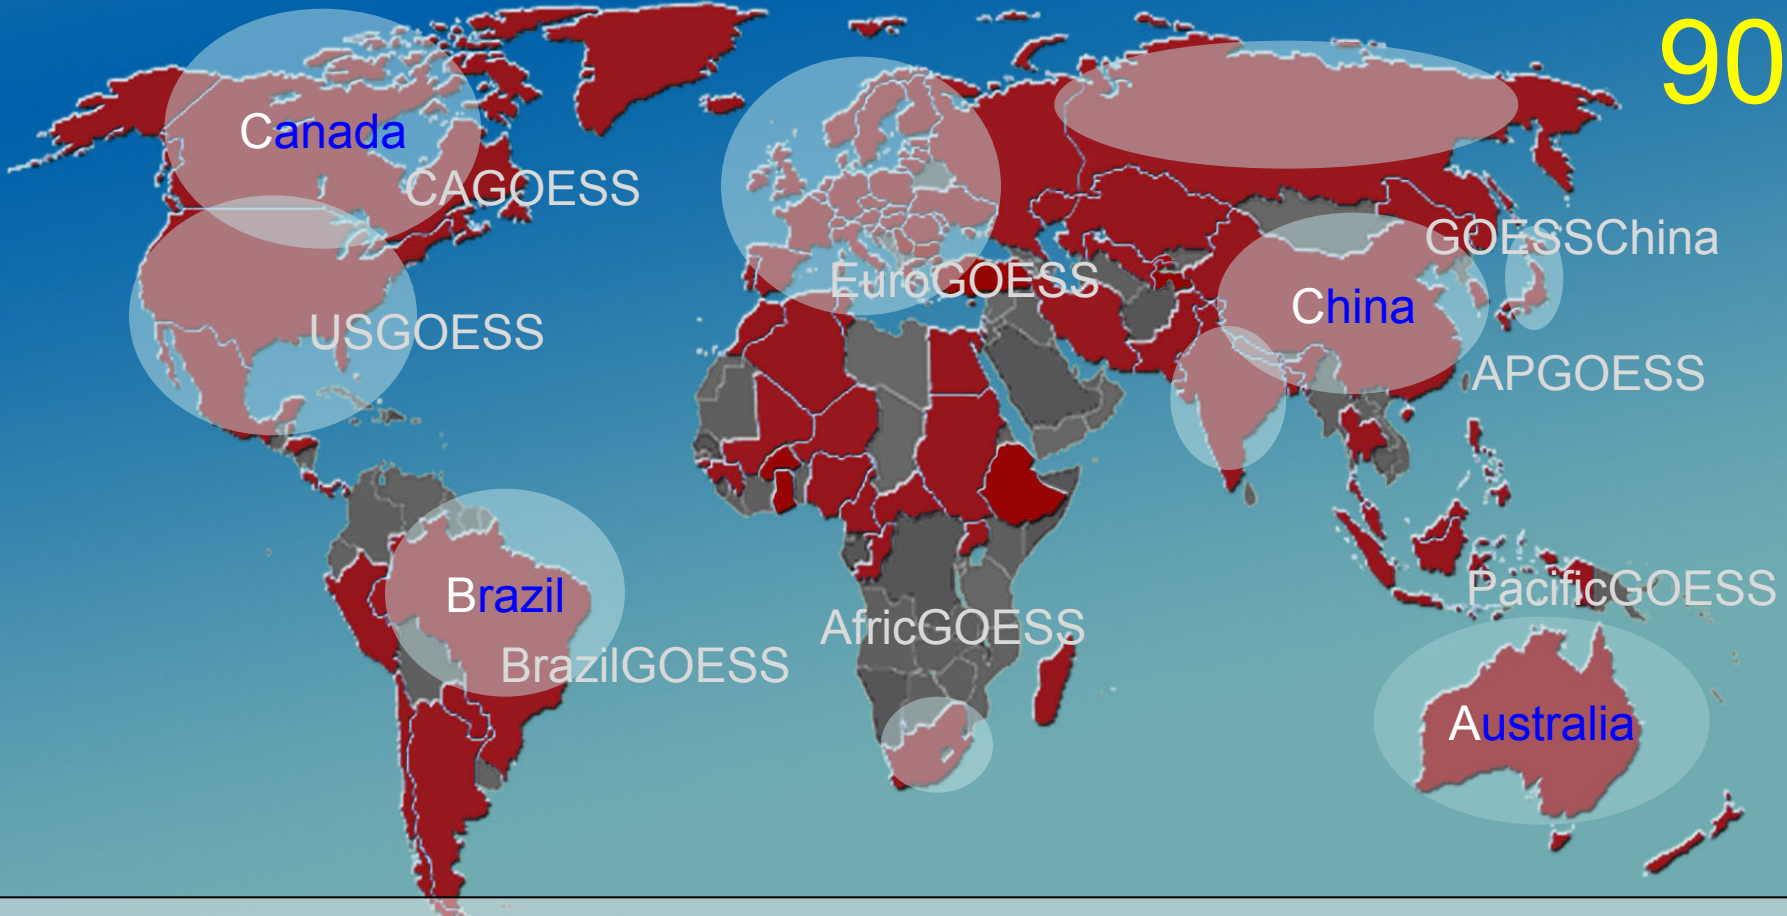 90
Canada
CAGOESS
GOESSChina
EuroGOESS
China
USGOESS
APGOESS
Brazil
PacificGOESS
AfricGOESS
BrazilGOESS
Australia